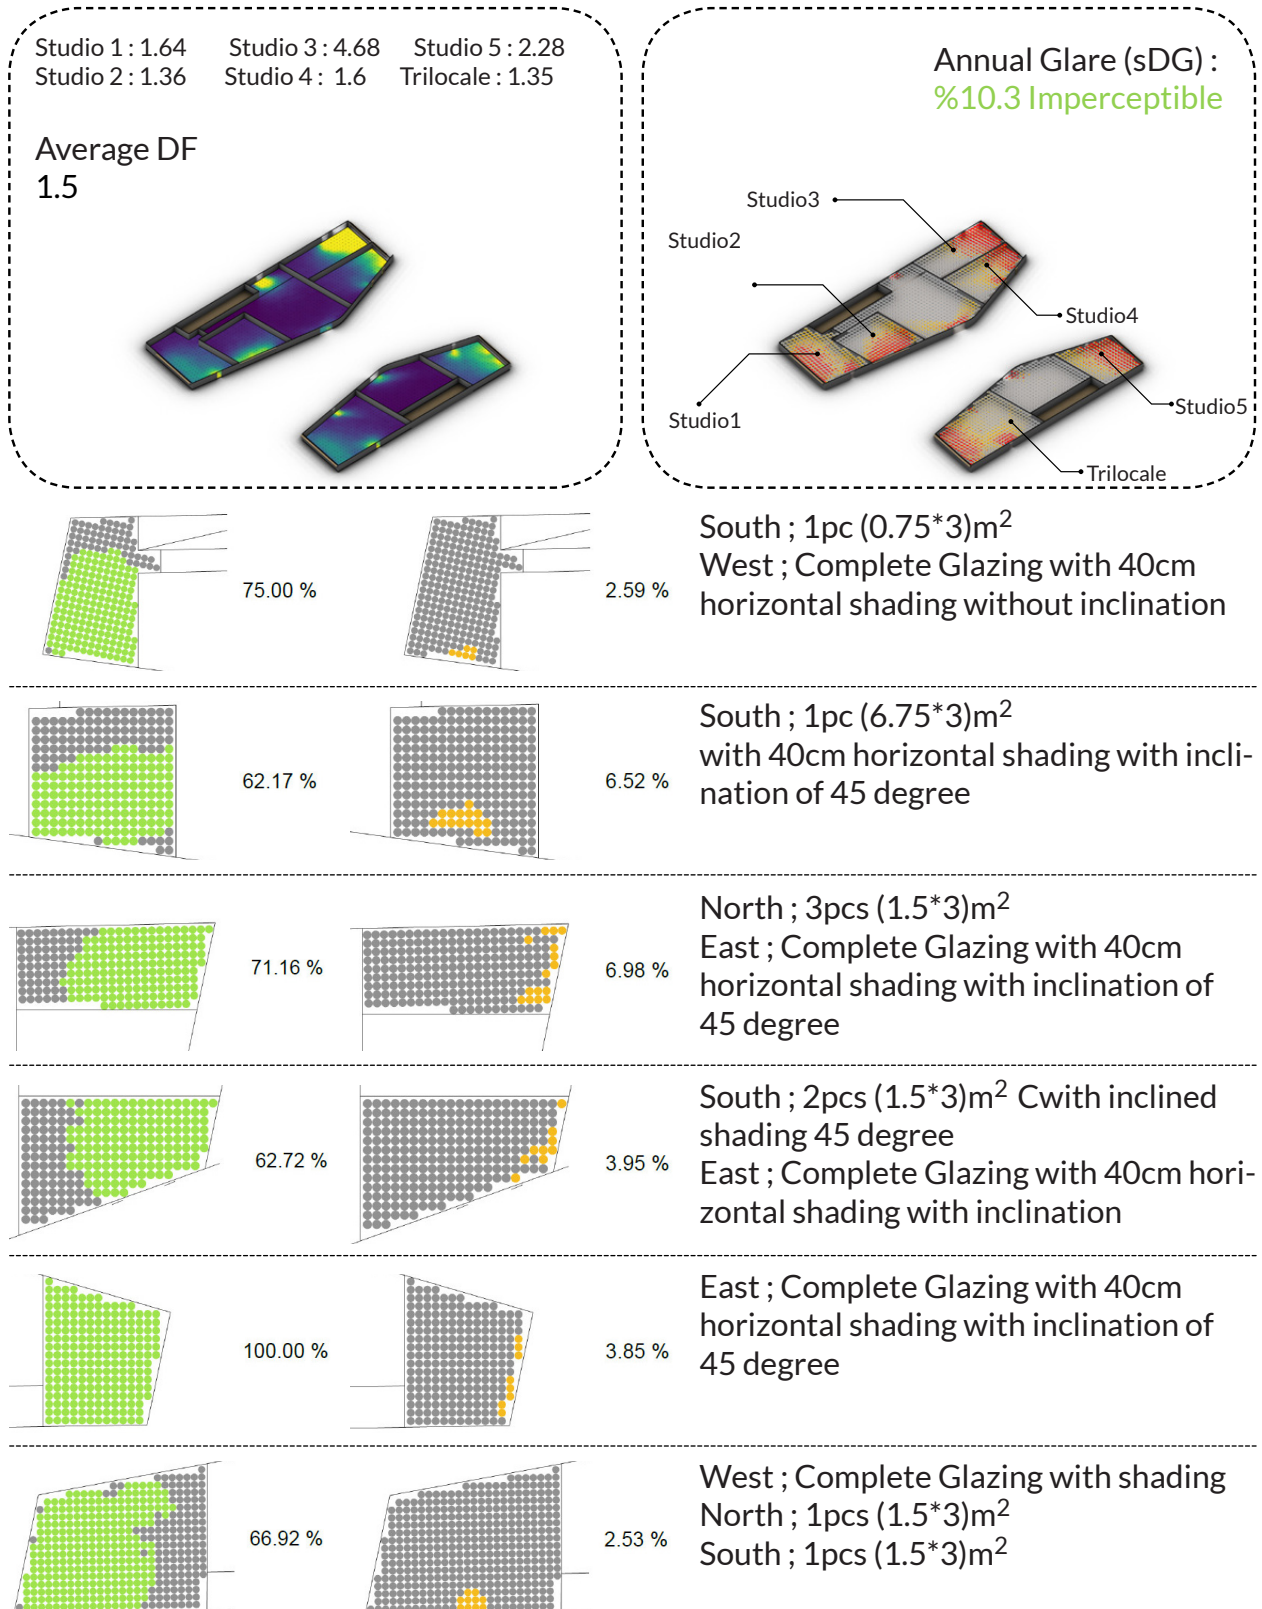 Studio 1 : 1.64 Studio 3 : 4.68 Studio 5 : 2.28
Studio 2 : 1.36 Studio 4 : 1.6 Trilocale : 1.35
Average DF
1.5
Annual Glare (sDG) :
%10.3 Imperceptible
Studio3
Studio2
Studio4
Studio1
Studio5
Trilocale
75.00 %
2.59 %
South ; 1pc (0.75*3)m²
West ; Complete Glazing with 40cm
horizontal shading without inclination
62.17 %
6.52 %
South ; 1pc (6.75*3)m²
with 40cm horizontal shading with incli-
nation of 45 degree
71.16 %
6.98 %
North ; 3pcs (1.5*3)m²
East ; Complete Glazing with 40cm
horizontal shading with inclination of
45 degree
62.72 %
3.95 %
South ; 2pcs (1.5*3)m² Cwith inclined
shading 45 degree
East ; Complete Glazing with 40cm hori-
zontal shading with inclination
100.00 %
3.85 %
East ; Complete Glazing with 40cm
horizontal shading with inclination of
45 degree
66.92 %
2.53 %
West ; Complete Glazing with shading
North ; 1pcs (1.5*3)m²
South ; 1pcs (1.5*3)m²